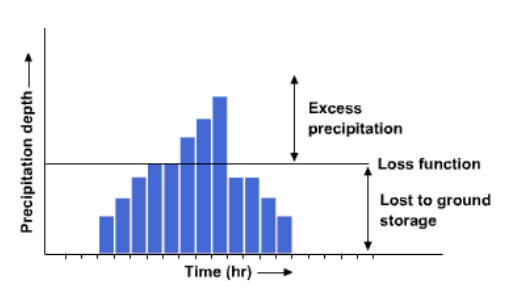 Precipitation depth
Excess
precipitation
Loss function
Lost to ground
storage
Time (hr)